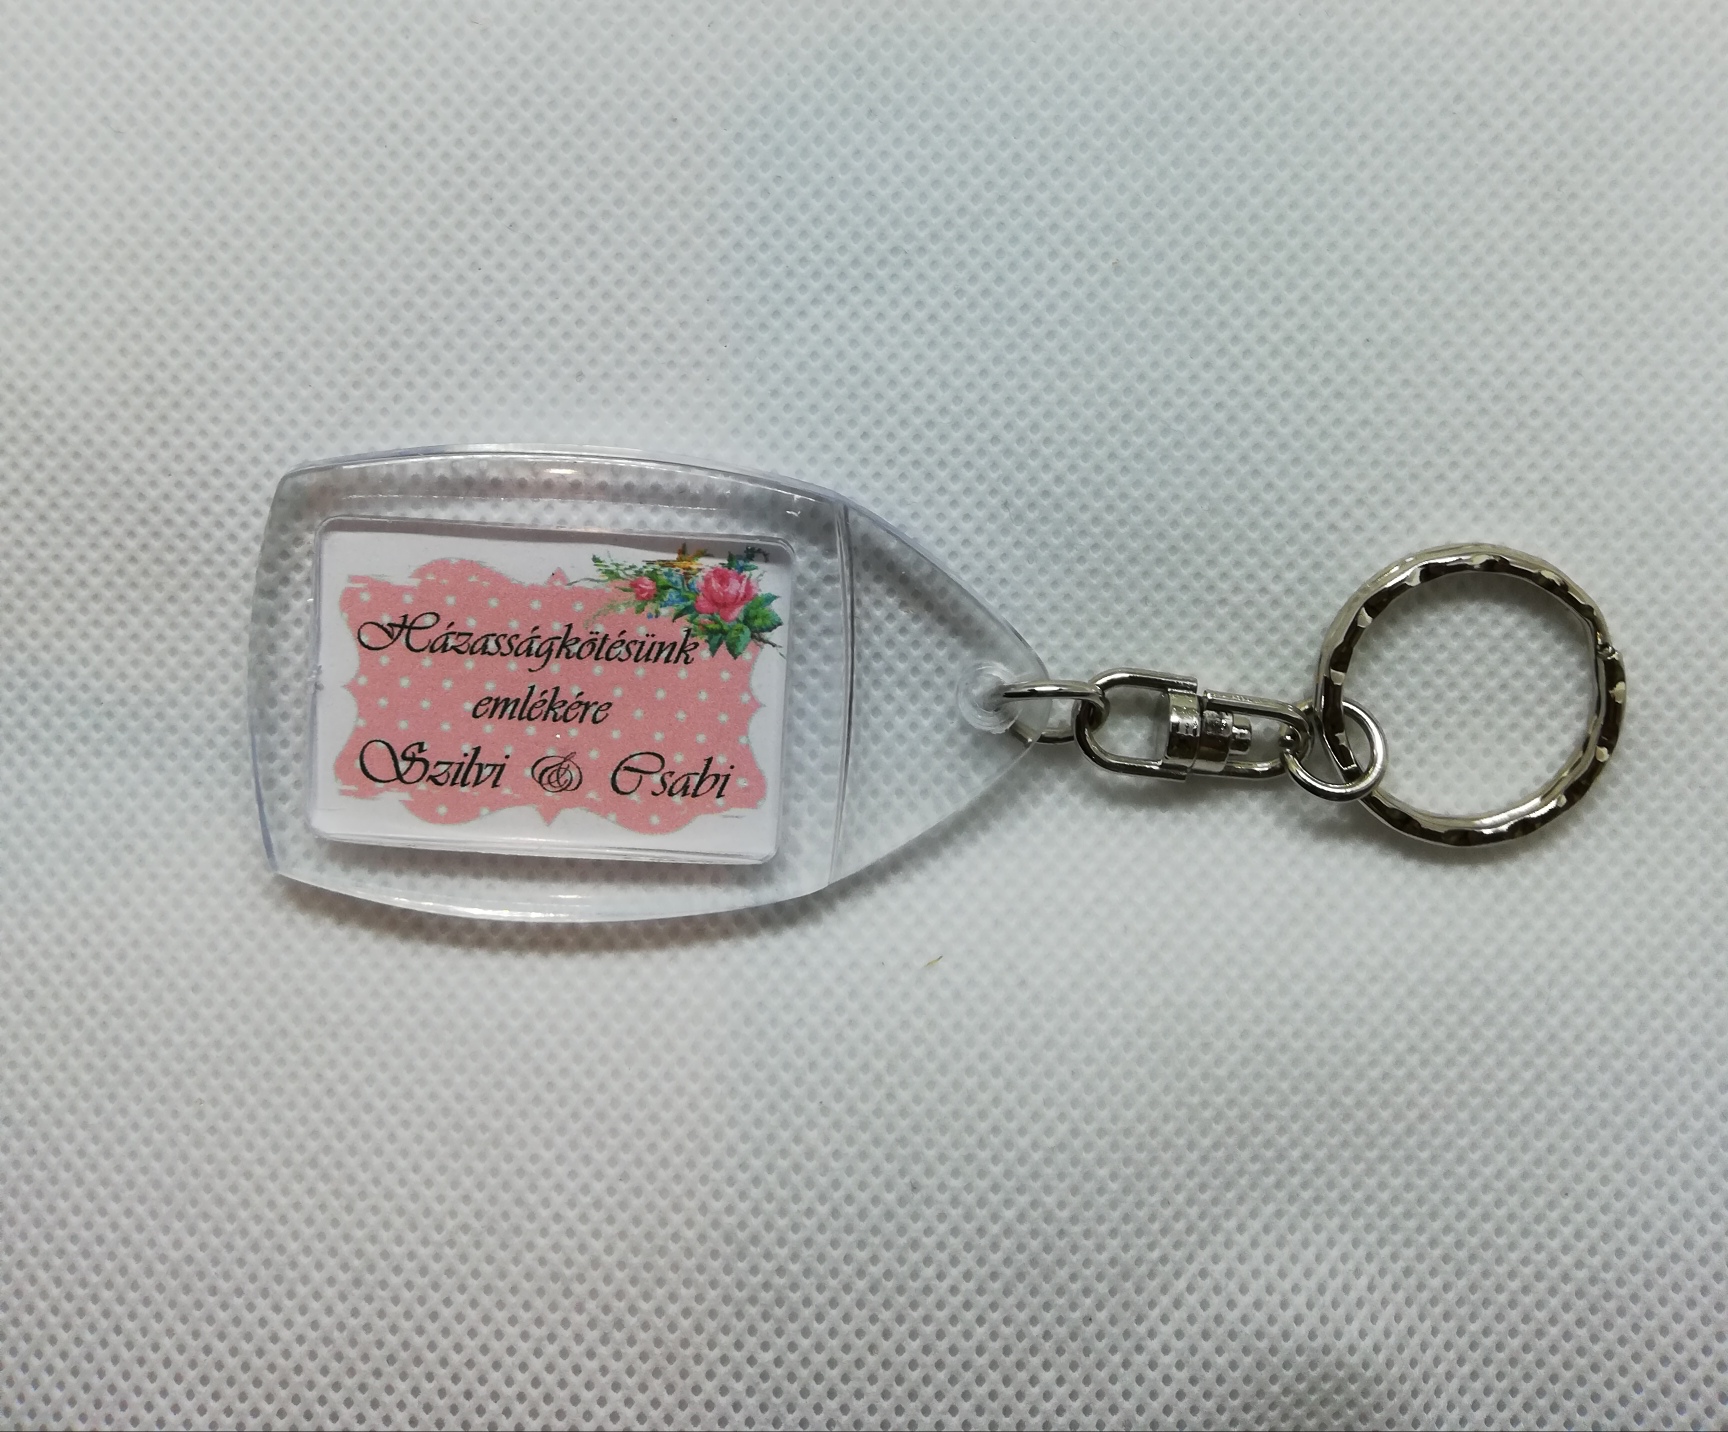 Házasságkötésünk
emlékére
Szilvi & Csabi